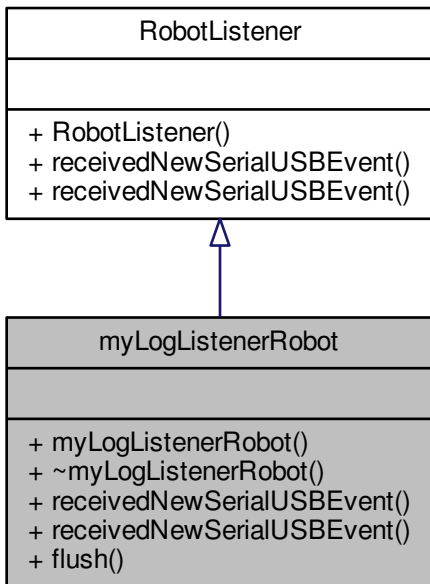 RobotListener
+ RobotListener()
+ receivedNewSerialUSBEvent()
+ receivedNewSerialUSBEvent()
myLogListenerRobot
+ myLogListenerRobot()
+ ~myLogListenerRobot()
+ receivedNewSerialUSBEvent()
+ receivedNewSerialUSBEvent()
+ flush()